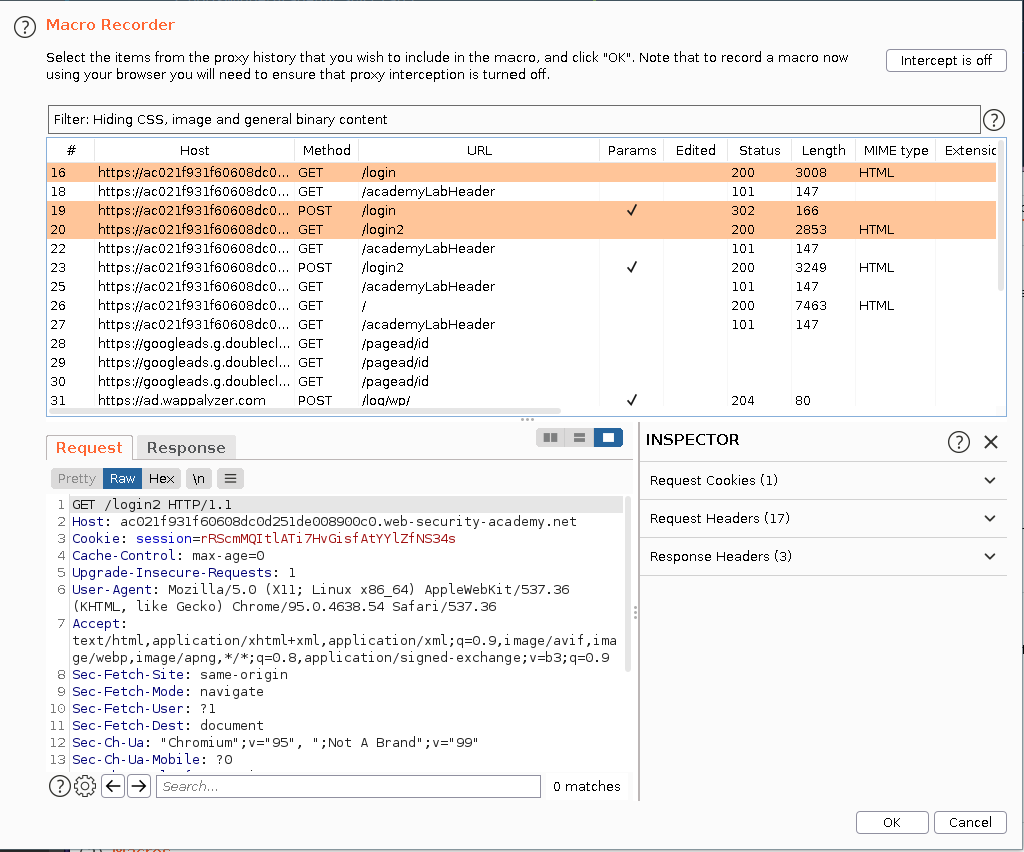 Macro Recorder
Select the items from the proxy history that you wish to include in the macro, and click "OK". Note that to record a macro now
using your browser you will need to ensure that proxy interception is turned off.
Intercept is off
Filter: Hiding CSS, image and general binary content
# Host Method URL Params Edited Status Length MIME type Extensio
16 https://ac021f931f60608dc0... GET /login 200 3008 HTML
18 https://ac021f931f60608dc0... GET /academyLabHeader 101 147
19 https://ac021f931f60608dc0... POST /login ✓ 302 166
20 https://ac021f931f60608dc0... GET /login2 200 2853 HTML
22 https://ac021f931f60608dc0... GET /academyLabHeader 101 147
23 https://ac021f931f60608dc0... POST /login2 ✓ 200 3249 HTML
25 https://ac021f931f60608dc0... GET /academyLabHeader 101 147
26 https://ac021f931f60608dc0... GET / 200 7463 HTML
27 https://ac021f931f60608dc0... GET /academyLabHeader 101 147
28 https://googleads.g.doublecl... GET /pagead/id
29 https://googleads.g.doublecl... GET /pagead/id
30 https://googleads.g.doublecl... GET /pagead/id
31 https://ad.wappalyzer.com POST /log/wp/ ✓ 204 80
Request Response
Pretty Raw Hex \n
1 GET /login2 HTTP/1.1
2 Host: ac021f931f60608dc0d251de008900c0.web-security-academy.net
3 Cookie: session=rRScmMQItlATi7HvGisfAtYYlZfNS34s
4 Cache-Control: max-age=0
5 Upgrade-Insecure-Requests: 1
6 User-Agent: Mozilla/5.0 (X11; Linux x86_64) AppleWebKit/537.36
(KHTML, like Gecko) Chrome/95.0.4638.54 Safari/537.36
7 Accept:
text/html,application/xhtml+xml,application/xml;q=0.9,image/avif,ima
ge/webp,image/apng,*/*;q=0.8,application/signed-exchange;v=b3;q=0.9
8 Sec-Fetch-Site: same-origin
9 Sec-Fetch-Mode: navigate
10 Sec-Fetch-User: ?1
11 Sec-Fetch-Dest: document
12 Sec-Ch-Ua: "Chromium";v="95", ";Not A Brand";v="99"
13 Sec-Ch-Ua-Mobile: ?0
Search...
0 matches
INSPECTOR
Request Cookies (1)
Request Headers (17)
Response Headers (3)
OK
Cancel